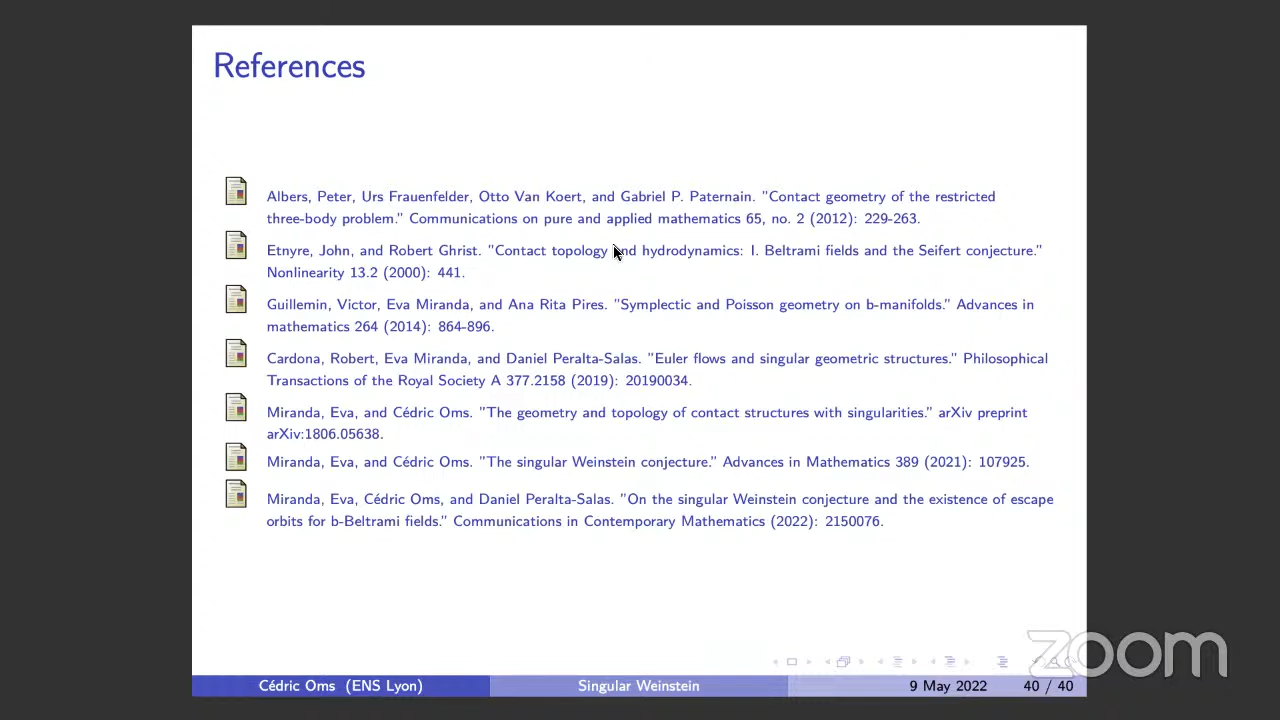 References
Albers, Peter, Urs Frauenfelder, Otto Van Koert, and Gabriel P. Paternain. "Contact geometry of the restricted
three-body problem." Communications on pure and applied mathematics 65, no. 2 (2012): 229-263.
Etnyre, John, and Robert Ghrist. "Contact topology and hydrodynamics: I. Beltrami fields and the Seifert conjecture."
Nonlinearity 13.2 (2000): 441.
Guillemin, Victor, Eva Miranda, and Ana Rita Pires. "Symplectic and Poisson geometry on b-manifolds." Advances in
mathematics 264 (2014): 864-896.
Cardona, Robert, Eva Miranda, and Daniel Peralta-Salas. "Euler flows and singular geometric structures." Philosophical
Transactions of the Royal Society A 377.2158 (2019): 20190034.
Miranda, Eva, and Cédric Oms. "The geometry and topology of contact structures with singularities." arXiv preprint
arXiv:1806.05638.
Miranda, Eva, and Cédric Oms. "The singular Weinstein conjecture." Advances in Mathematics 389 (2021): 107925.
Miranda, Eva, Cédric Oms, and Daniel Peralta-Salas. "On the singular Weinstein conjecture and the existence of escape
orbits for b-Beltrami fields." Communications in Contemporary Mathematics (2022): 2150076.
zoom
Cédric Oms (ENS Lyon) Singular Weinstein 9 May 2022 40 / 40